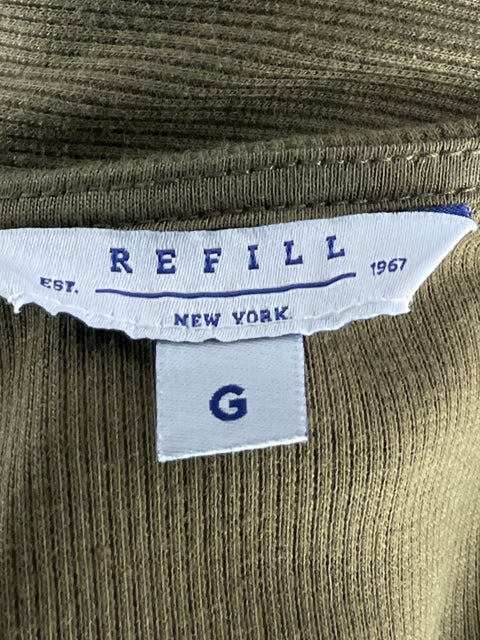 REFILL
EST. 1967
NEW YORK.
G